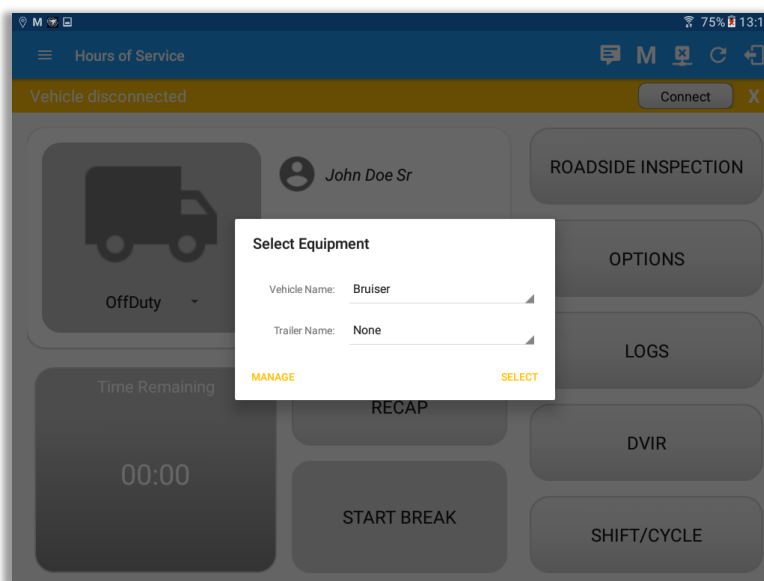 M 75% 13:1
Hours of Service M
Vehicle disconnected Connect X
John Doe Sr
ROADSIDE INSPECTION
Select Equipment
OPTIONS
Vehicle Name: Bruiser
OffDuty
Trailer Name: None
LOGS
MANAGE SELECT
Time Remaining
RECAP
DVIR
00:00
START BREAK
SHIFT/CYCLE